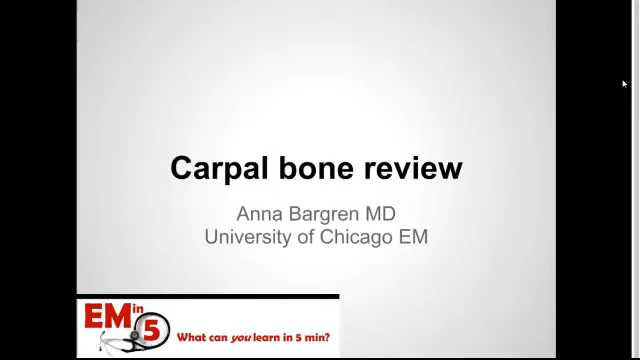 Carpal bone review
Anna Bargren MD
University of Chicago EM
EM in 5
What can you learn in 5 min?